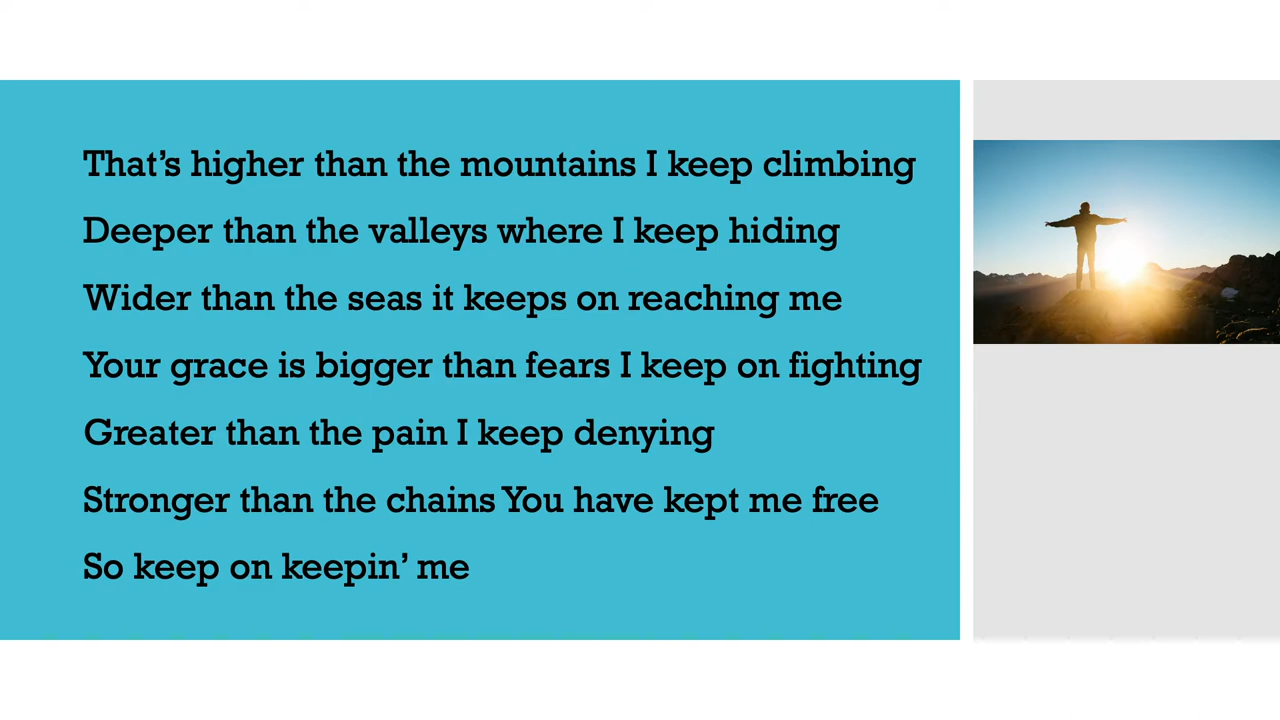 That’s higher than the mountains I keep climbing
Deeper than the valleys where I keep hiding
Wider than the seas it keeps on reaching me
Your grace is bigger than fears I keep on fighting
Greater than the pain I keep denying
Stronger than the chains You have kept me free
So keep on keepin’ me